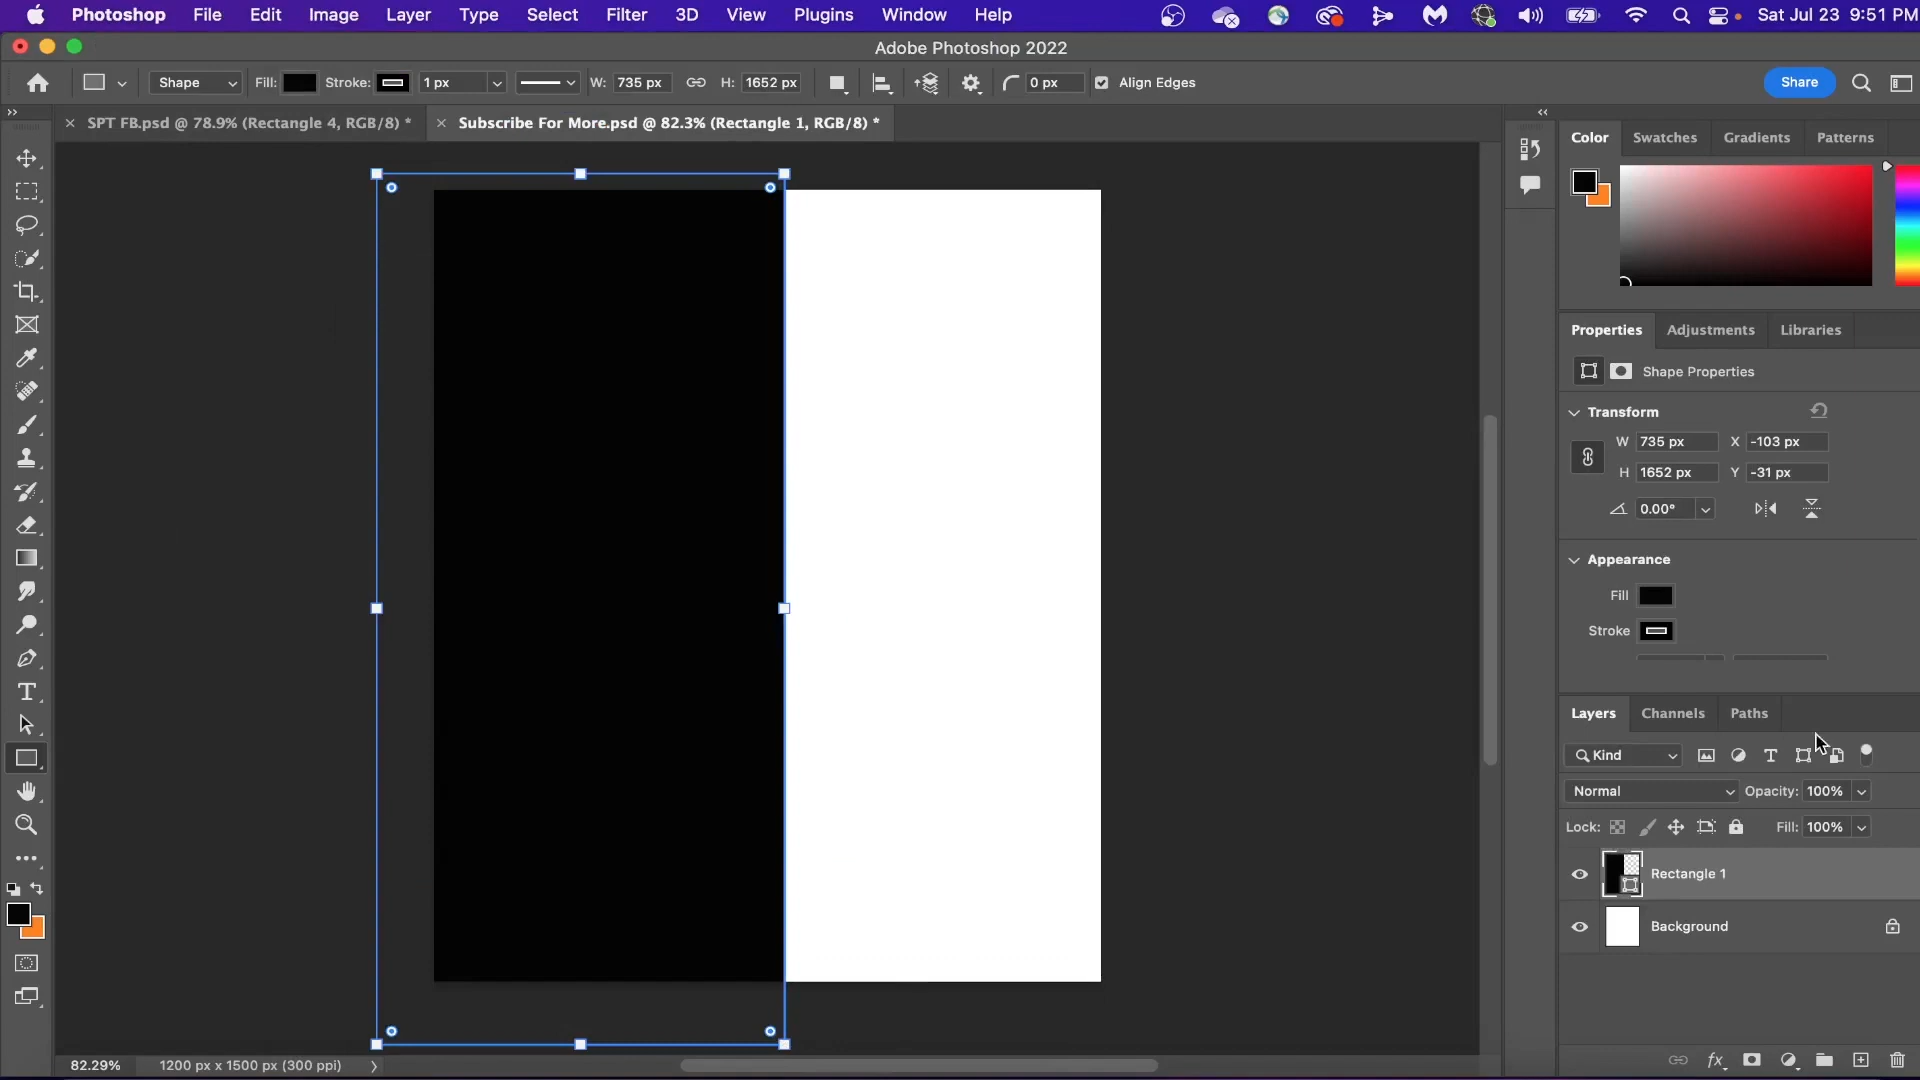 Photoshop File Edit Image Layer Type Select Filter 3D View Plugins Window Help Sat Jul 23 9:51 PM
Adobe Photoshop 2022
Shape Fill: Stroke: 1 px W: 735 px H: 1652 px 0 px Align Edges Share
SPT FB.psd @ 78.9% (Rectangle 4, RGB/8) * Subscribe For More.psd @ 82.3% (Rectangle 1, RGB/8) *
Color Swatches Gradients Patterns
Properties Adjustments Libraries
Shape Properties
Transform
W 735 px X -103 px
H 1652 px Y -31 px
0.00°
Appearance
Fill
Stroke
Layers Channels Paths
Kind
Normal Opacity: 100%
Lock: Fill: 100%
Rectangle 1
Background
82.29% 1200 px x 1500 px (300 ppi)